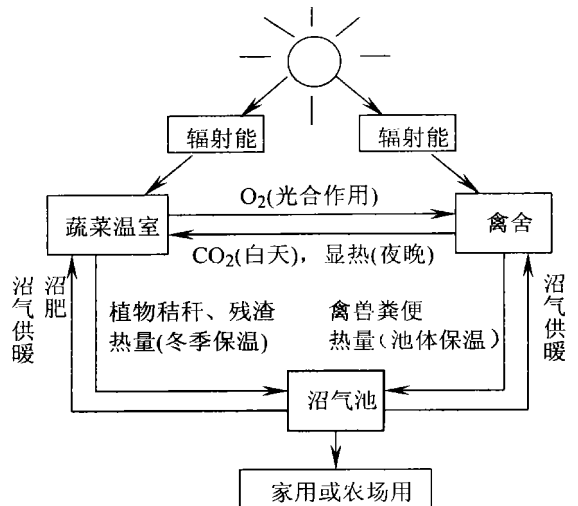 辐射能
辐射能
O₂(光合作用)
蔬菜温室
禽舍
CO₂(白天)，显热(夜晚)
沼气供暖
沼肥
植物秸秆、残渣
热量(冬季保温)
禽兽粪便
热量(池体保温)
沼气供暖
沼气池
家用或农场用